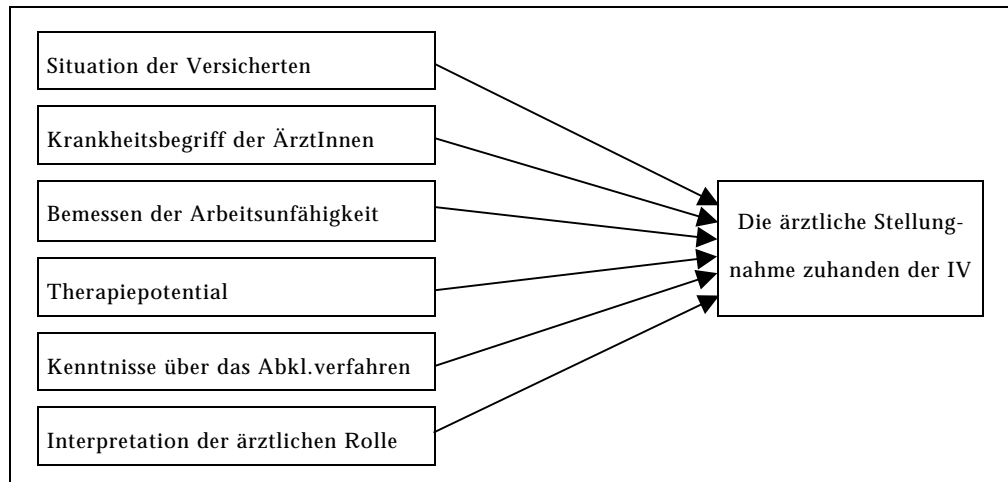 Situation der Versicherten
Krankheitsbegriff der ÄrztInnen
Bemessen der Arbeitsunfähigkeit
Therapiepotential
Kenntnisse über das Abkl.verfahren
Interpretation der ärztlichen Rolle
Die ärztliche Stellung-
nahme zuhanden der IV